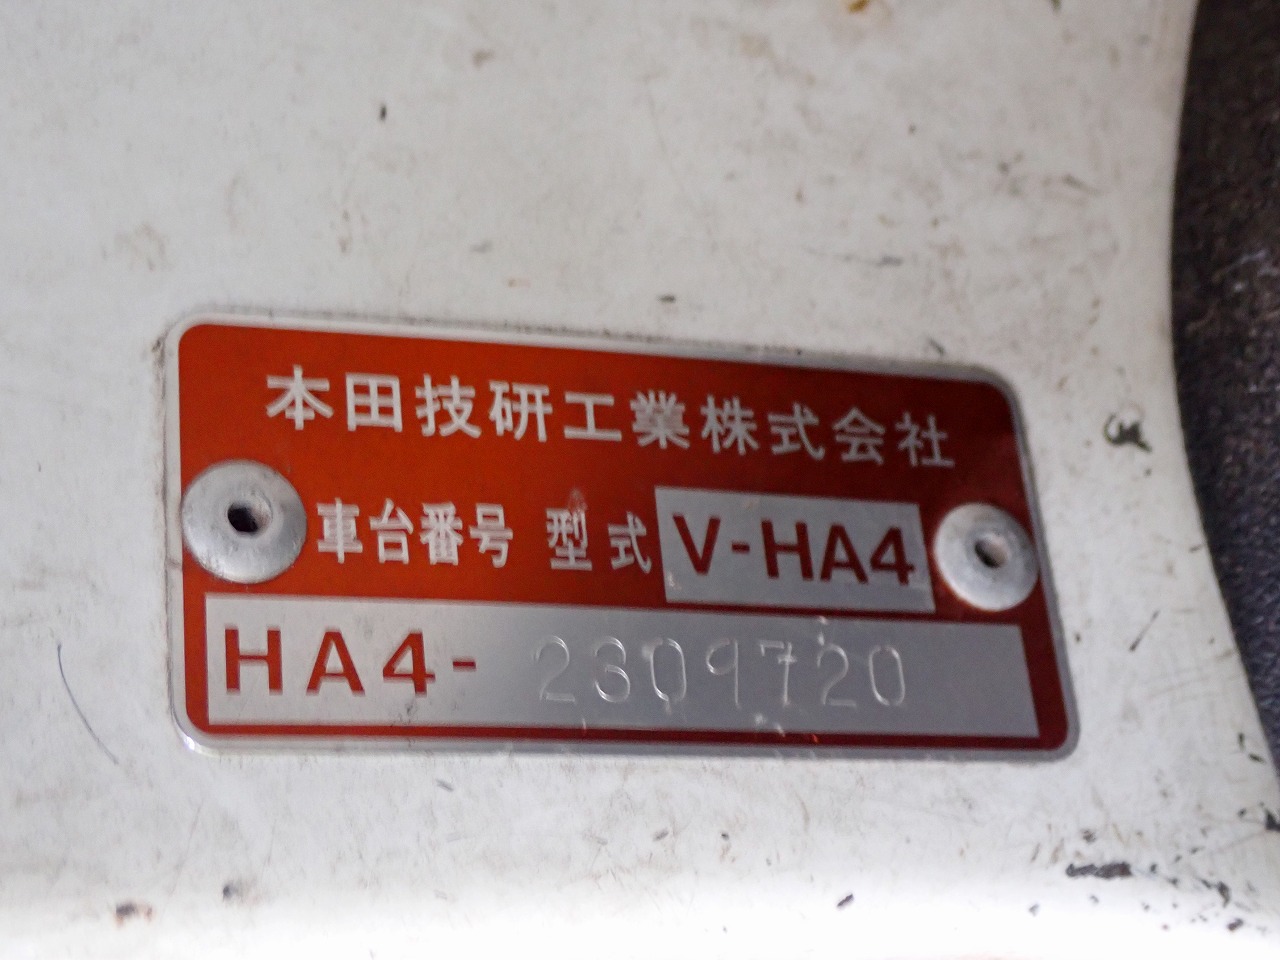 本田技研工業株式会社
車台番号 型式 V-HA4
HA4- 2309720